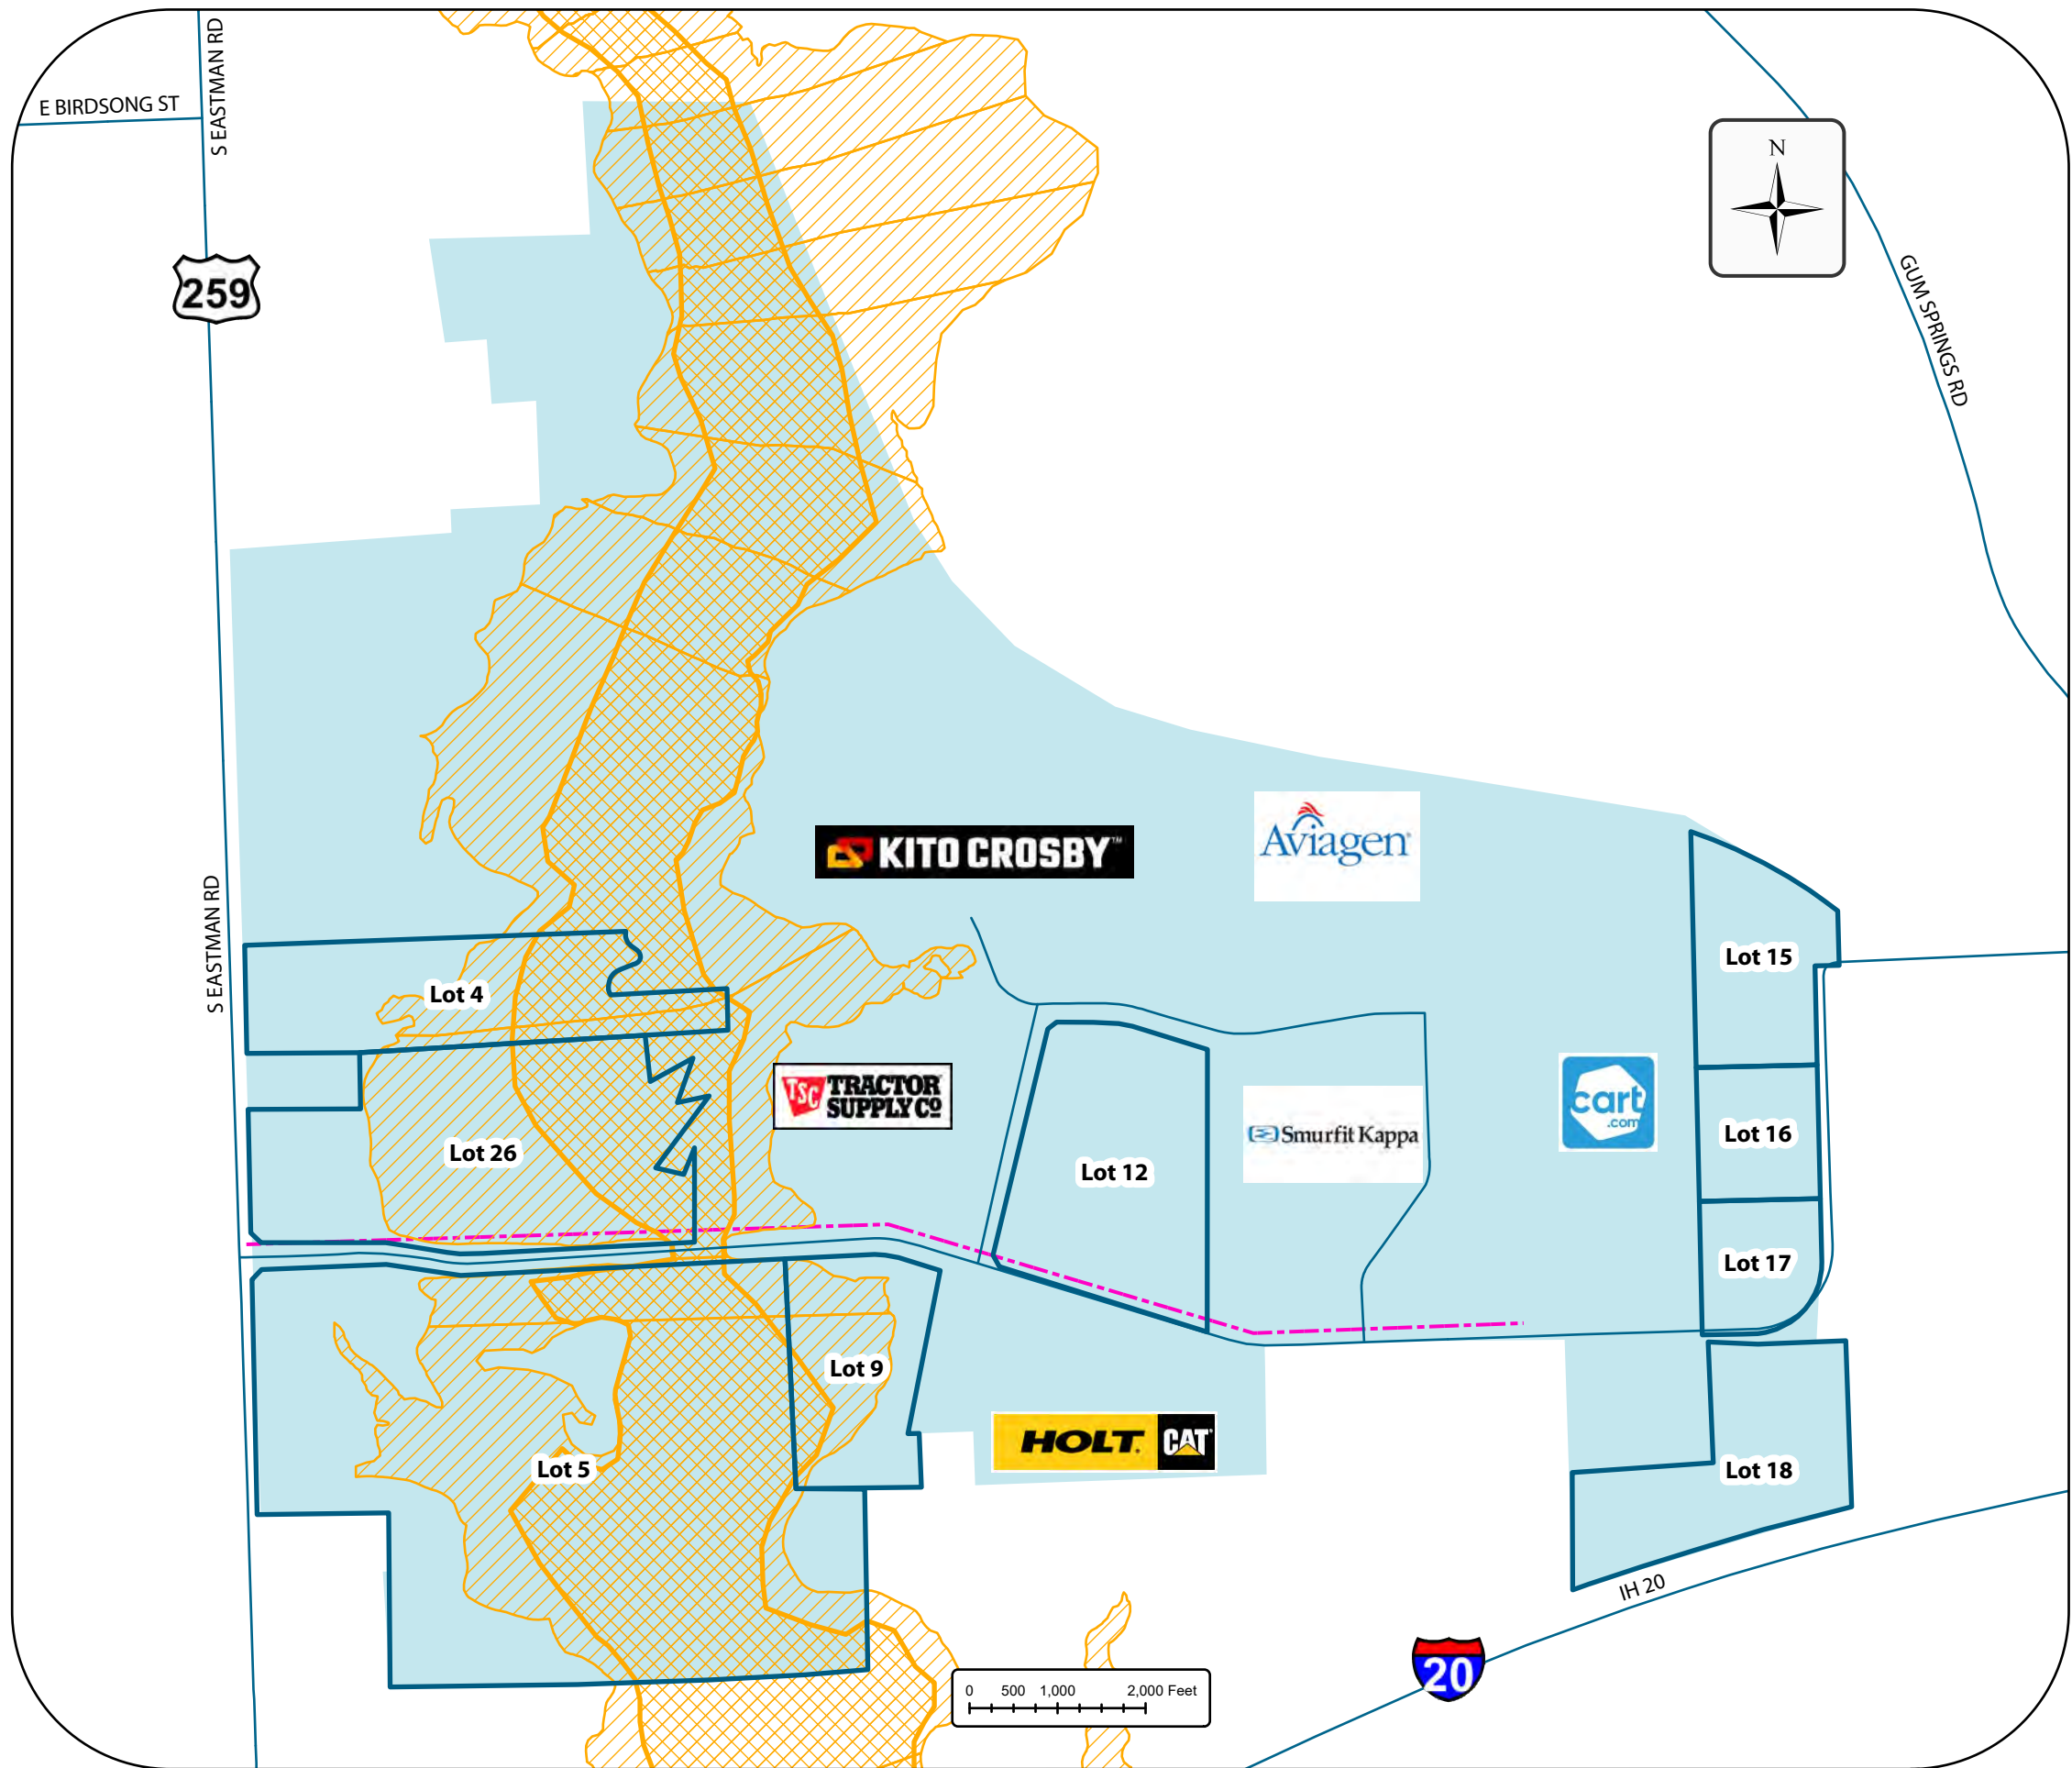 S EASTMAN RD
E BIRDSONG ST
N
259
GUM SPRINGS RD
KITO CROSBY™
Aviagen®
S EASTMAN RD
Lot 15
Lot 4
TSC TRACTOR
SUPPLY CO
cart
.com
Lot 16
Smurfit Kappa
Lot 26
Lot 12
Lot 17
Lot 9
HOLT CAT
Lot 5
Lot 18
IH 20
20
0 500 1,000 2,000 Feet